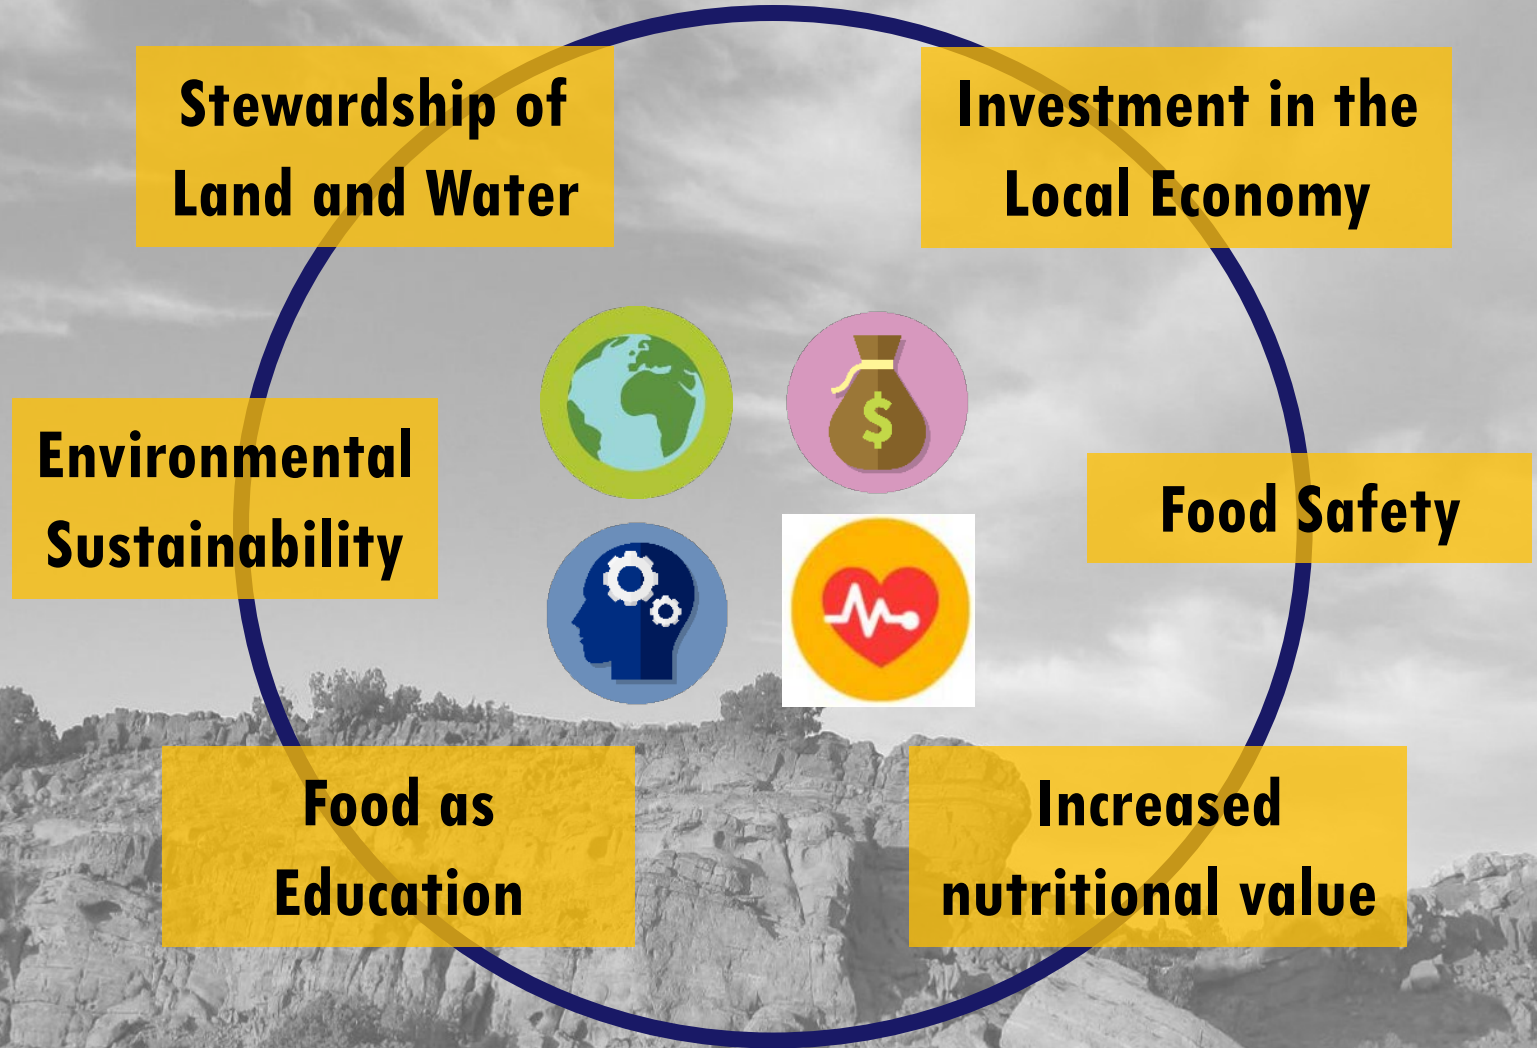 Stewardship of
Land and Water
Investment in the
Local Economy
Environmental
Sustainability
$
Food Safety
Food as
Education
Increased
nutritional value